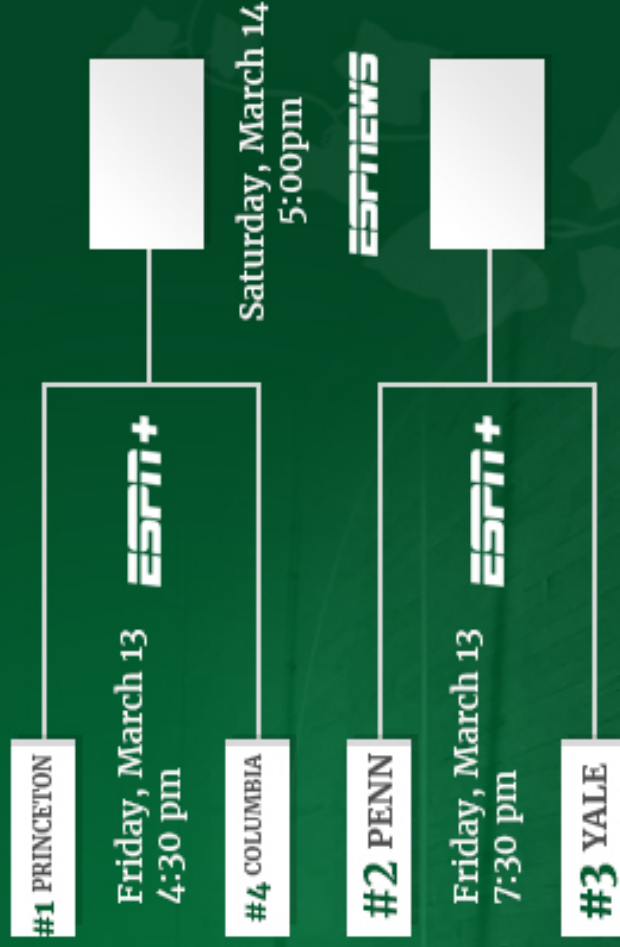 #1 PRINCETON
Friday, March 13
4:30 pm
ESPN+
#4 COLUMBIA
Saturday, March 14
5:00pm
ESPNEWS
#2 PENN
Friday, March 13
7:30 pm
ESPN+
#3 YALE